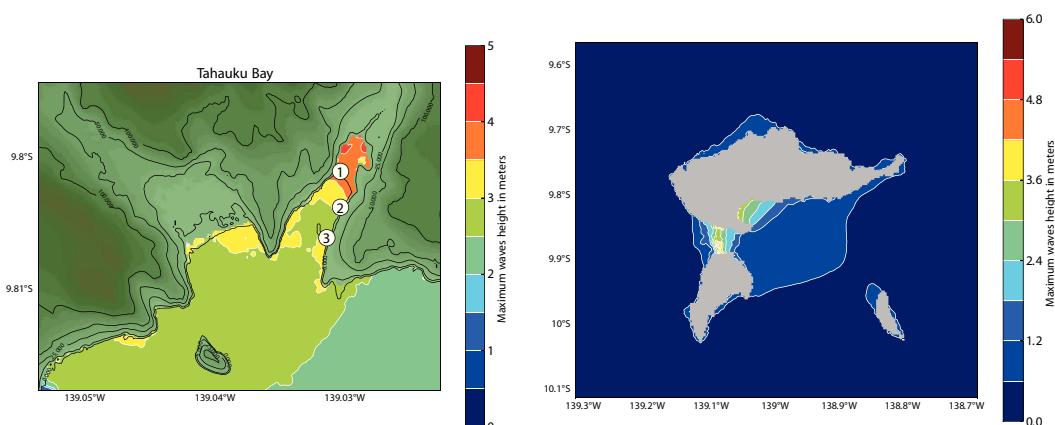 Tahauku Bay
9.8°S
9.81°S
139.05°W
139.04°W
139.03°W
1
2
3
5
4
3
2
1
0
Maximum waves height in meters
9.6°S
9.7°S
9.8°S
9.9°S
10°S
10.1°S
139.3°W
139.2°W
139.1°W
139°W
138.9°W
138.8°W
138.7°W
6.0
4.8
3.6
2.4
1.2
0.0
Maximum waves height in meters